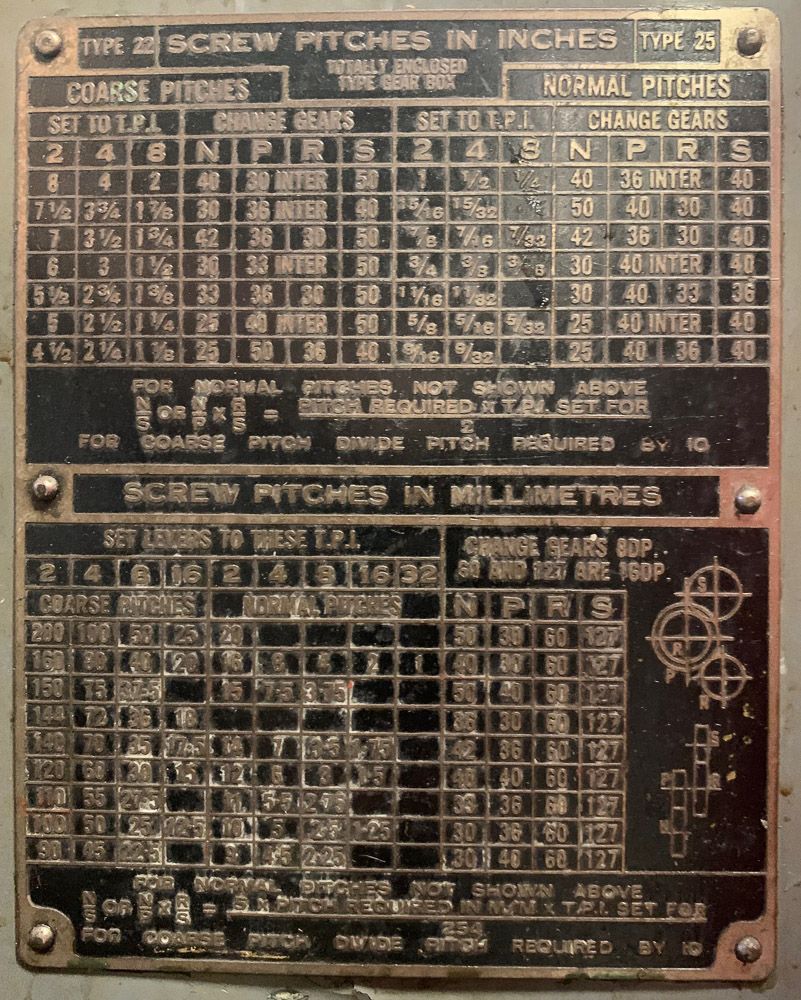 TYPE 22 SCREW PITCHES IN INCHES TYPE 25
TOTALLY ENCLOSED
TYPE GEAR BOX
COARSE PITCHES NORMAL PITCHES
SET TO T.P.I. CHANGE GEARS SET TO T.P.I. CHANGE GEARS
2 4 8 N P R S 2 4 8 N P R S
8 4 2 40 30 INTER 50 1 1/2 1/4 40 36 INTER 40
7 1/2 3 3/4 1 7/8 30 36 INTER 40 15/16 15/32 50 40 30 40
7 3 1/2 1 3/4 42 36 30 50 7/8 7/16 7/32 42 36 30 40
6 3 1 1/2 30 33 INTER 50 3/4 3/8 3/16 30 40 INTER 40
5 1/2 2 3/4 1 3/8 33 36 30 50 11/16 11/32 30 40 33 36
5 2 1/2 1 1/4 25 40 INTER 50 5/8 5/16 5/32 25 40 INTER 40
4 1/2 2 1/4 1 1/8 25 50 36 40 9/16 9/32 25 40 36 40
FOR NORMAL PITCHES NOT SHOWN ABOVE
N/S OR N/P X R/S = PITCH REQUIRED X T.P.I. SET FOR
2
FOR COARSE PITCH DIVIDE PITCH REQUIRED BY 10
SCREW PITCHES IN MILLIMETRES
SET LEVERS TO THESE T.P.I. CHANGE GEARS 8DP.
60 AND 127 ARE 16DP.
2 4 8 16 2 4 8 16 32
COARSE PITCHES NORMAL PITCHES N P R S
200 100 50 25 20 50 30 60 127
160 80 40 20 16 8 4 2 1 40 30 60 127
150 75 37·5 15 7·5 3·75 50 40 60 127
144 72 36 18 36 30 60 127
140 70 35 17·5 14 7 3·5 1·75 42 36 60 127
120 60 30 15 12 6 3 1·5 40 40 60 127
110 55 27·5 11 5·5 2·75 33 36 60 127
100 50 25 12·5 10 5 2·5 1·25 30 36 60 127
90 45 22·5 9 4·5 2·25 30 40 60 127
S
R
P
N
S
P R
N
FOR NORMAL PITCHES NOT SHOWN ABOVE
N/S OR N/P X R/S = 5 X PITCH REQUIRED IN M/M X T.P.I. SET FOR
254
FOR COARSE PITCH DIVIDE PITCH REQUIRED BY 10